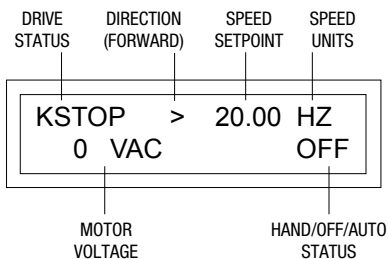 DRIVE STATUS
DIRECTION (FORWARD)
SPEED SETPOINT
SPEED UNITS
KSTOP > 20.00 HZ
0 VAC OFF
MOTOR VOLTAGE
HAND/OFF/AUTO STATUS